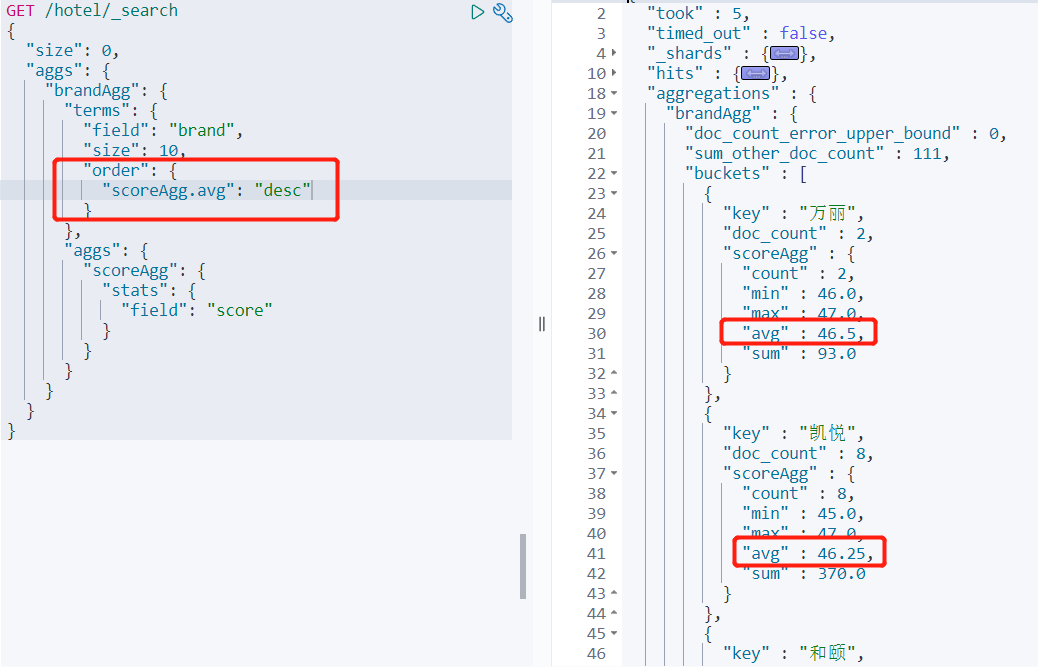 GET /hotel/_search
{
"size": 0,
"aggs": {
"brandAgg": {
"terms": {
"field": "brand",
"size": 10,
"order": {
"scoreAgg.avg": "desc"
}
},
"aggs": {
"scoreAgg": {
"stats": {
"field": "score"
}
}
}
}
}
}
2 "took" : 5,
3 "timed_out" : false,
4 "_shards" : {},
10 "hits" : {},
18 "aggregations" : {
19 "brandAgg" : {
20 "doc_count_error_upper_bound" : 0,
21 "sum_other_doc_count" : 111,
22 "buckets" : [
23 {
24 "key" : "万丽",
25 "doc_count" : 2,
26 "scoreAgg" : {
27 "count" : 2,
28 "min" : 46.0,
29 "max" : 47.0,
30 "avg" : 46.5,
31 "sum" : 93.0
32 }
33 },
34 {
35 "key" : "凯悦",
36 "doc_count" : 8,
37 "scoreAgg" : {
38 "count" : 8,
39 "min" : 45.0,
40 "max" : 47.0,
41 "avg" : 46.25,
42 "sum" : 370.0
43 }
44 },
45 {
46 "key" : "和颐",